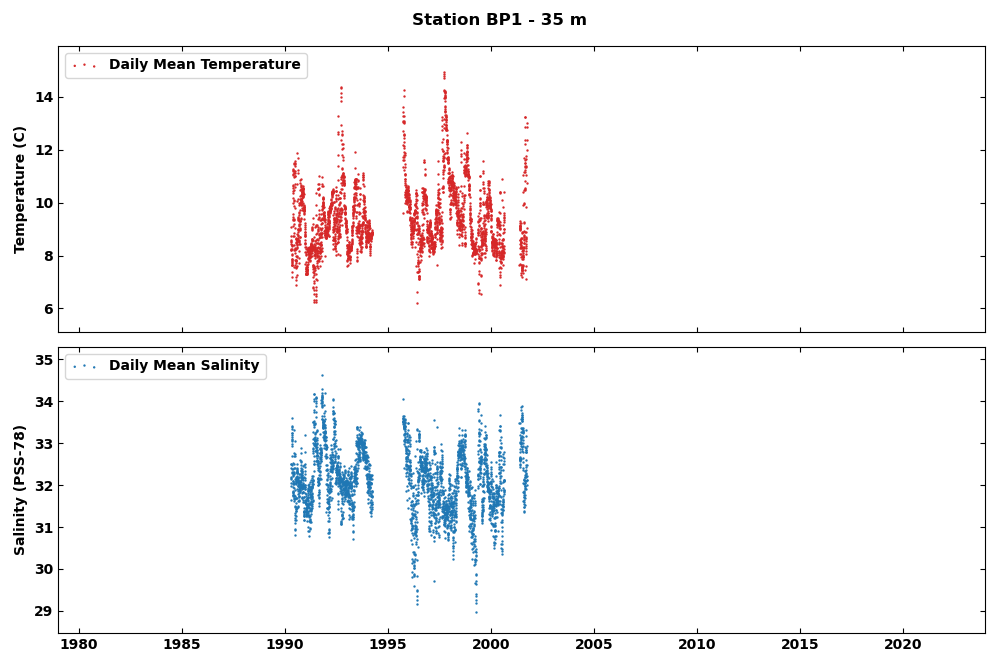 Station BP1 - 35 m
Daily Mean Temperature
Temperature (C)
14
12
10
8
6
Daily Mean Salinity
Salinity (PSS-78)
35
34
33
32
31
30
29
1980 1985 1990 1995 2000 2005 2010 2015 2020